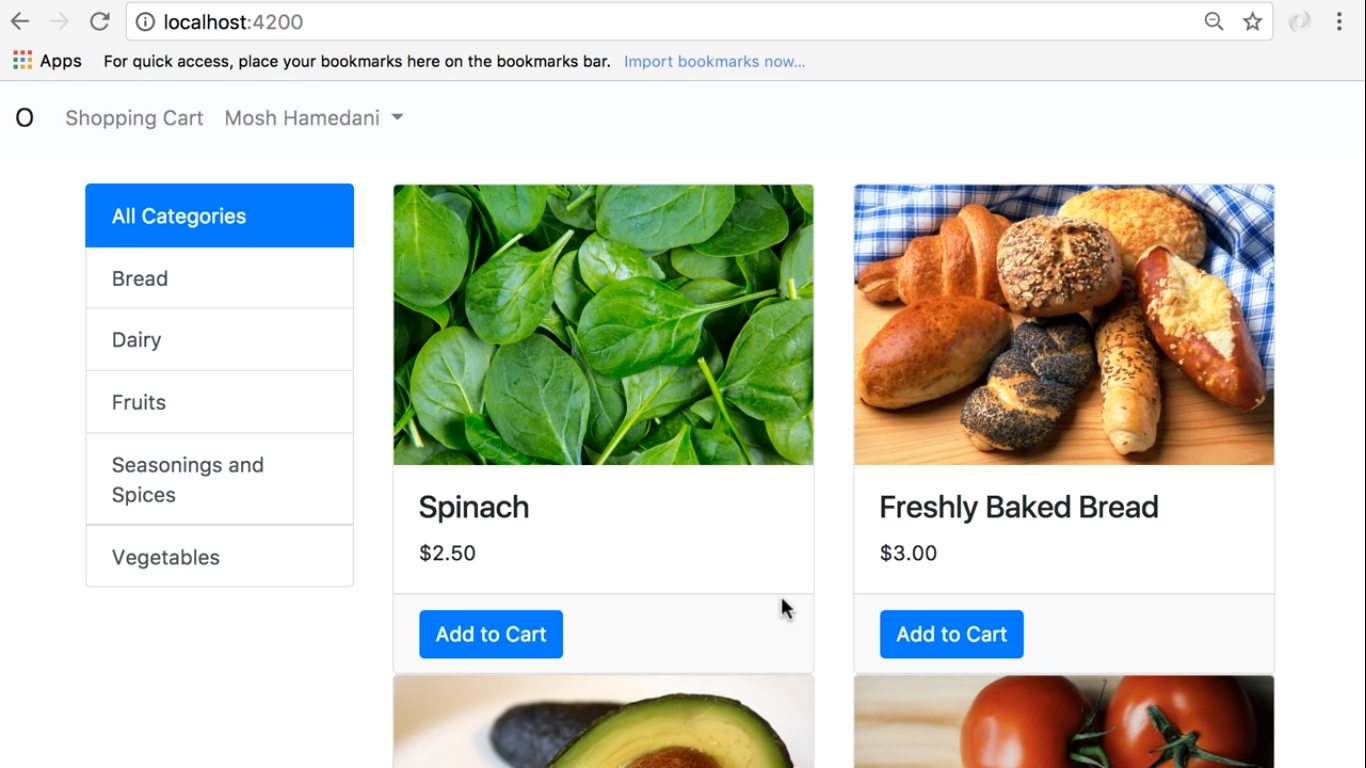 localhost:4200
Apps For quick access, place your bookmarks here on the bookmarks bar. Import bookmarks now...
O Shopping Cart Mosh Hamedani
All Categories
Bread
Dairy
Fruits
Seasonings and
Spices
Vegetables
Spinach
$2.50
Add to Cart
Freshly Baked Bread
$3.00
Add to Cart